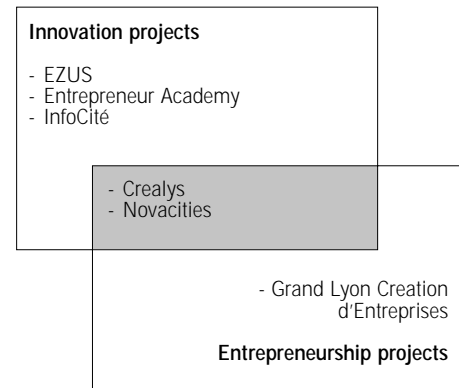 Innovation projects
- EZUS
- Entrepreneur Academy
- InfoCité
- Crealys
- Novacities
- Grand Lyon Creation
d'Entreprises
Entrepreneurship projects